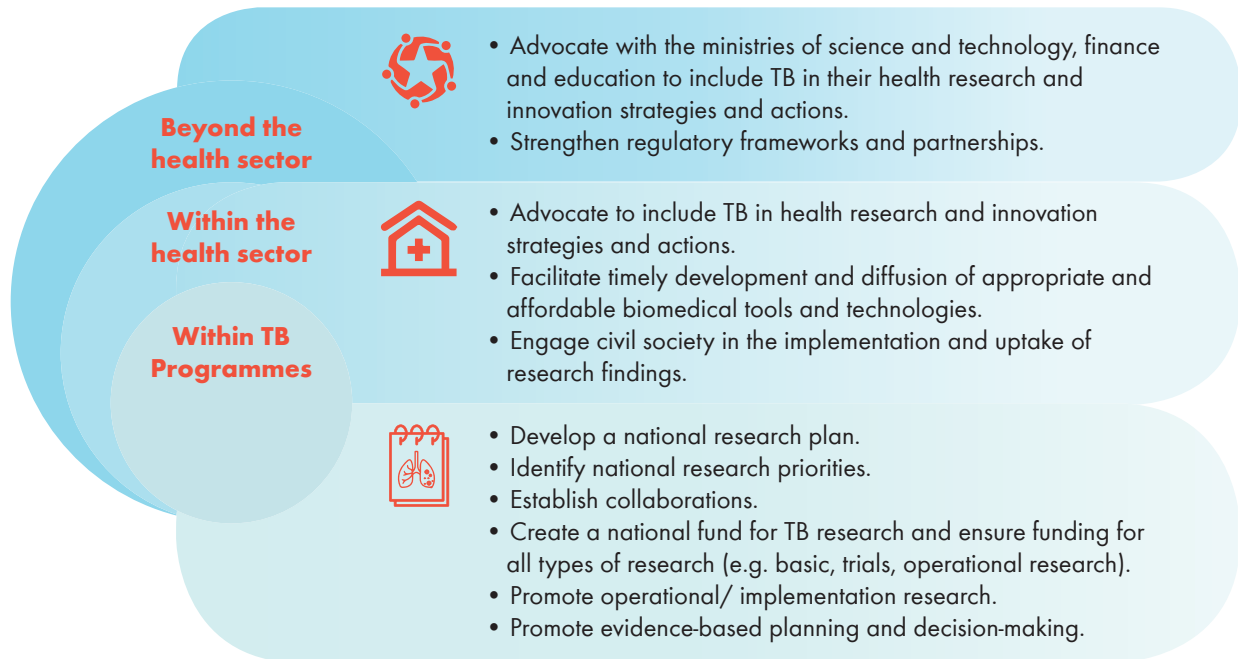 Beyond the
health sector
• Advocate with the ministries of science and technology, finance
and education to include TB in their health research and
innovation strategies and actions.
• Strengthen regulatory frameworks and partnerships.
Within the
health sector
• Advocate to include TB in health research and innovation
strategies and actions.
• Facilitate timely development and diffusion of appropriate and
affordable biomedical tools and technologies.
• Engage civil society in the implementation and uptake of
research findings.
Within TB
Programmes
• Develop a national research plan.
• Identify national research priorities.
• Establish collaborations.
• Create a national fund for TB research and ensure funding for
all types of research (e.g. basic, trials, operational research).
• Promote operational/ implementation research.
• Promote evidence-based planning and decision-making.